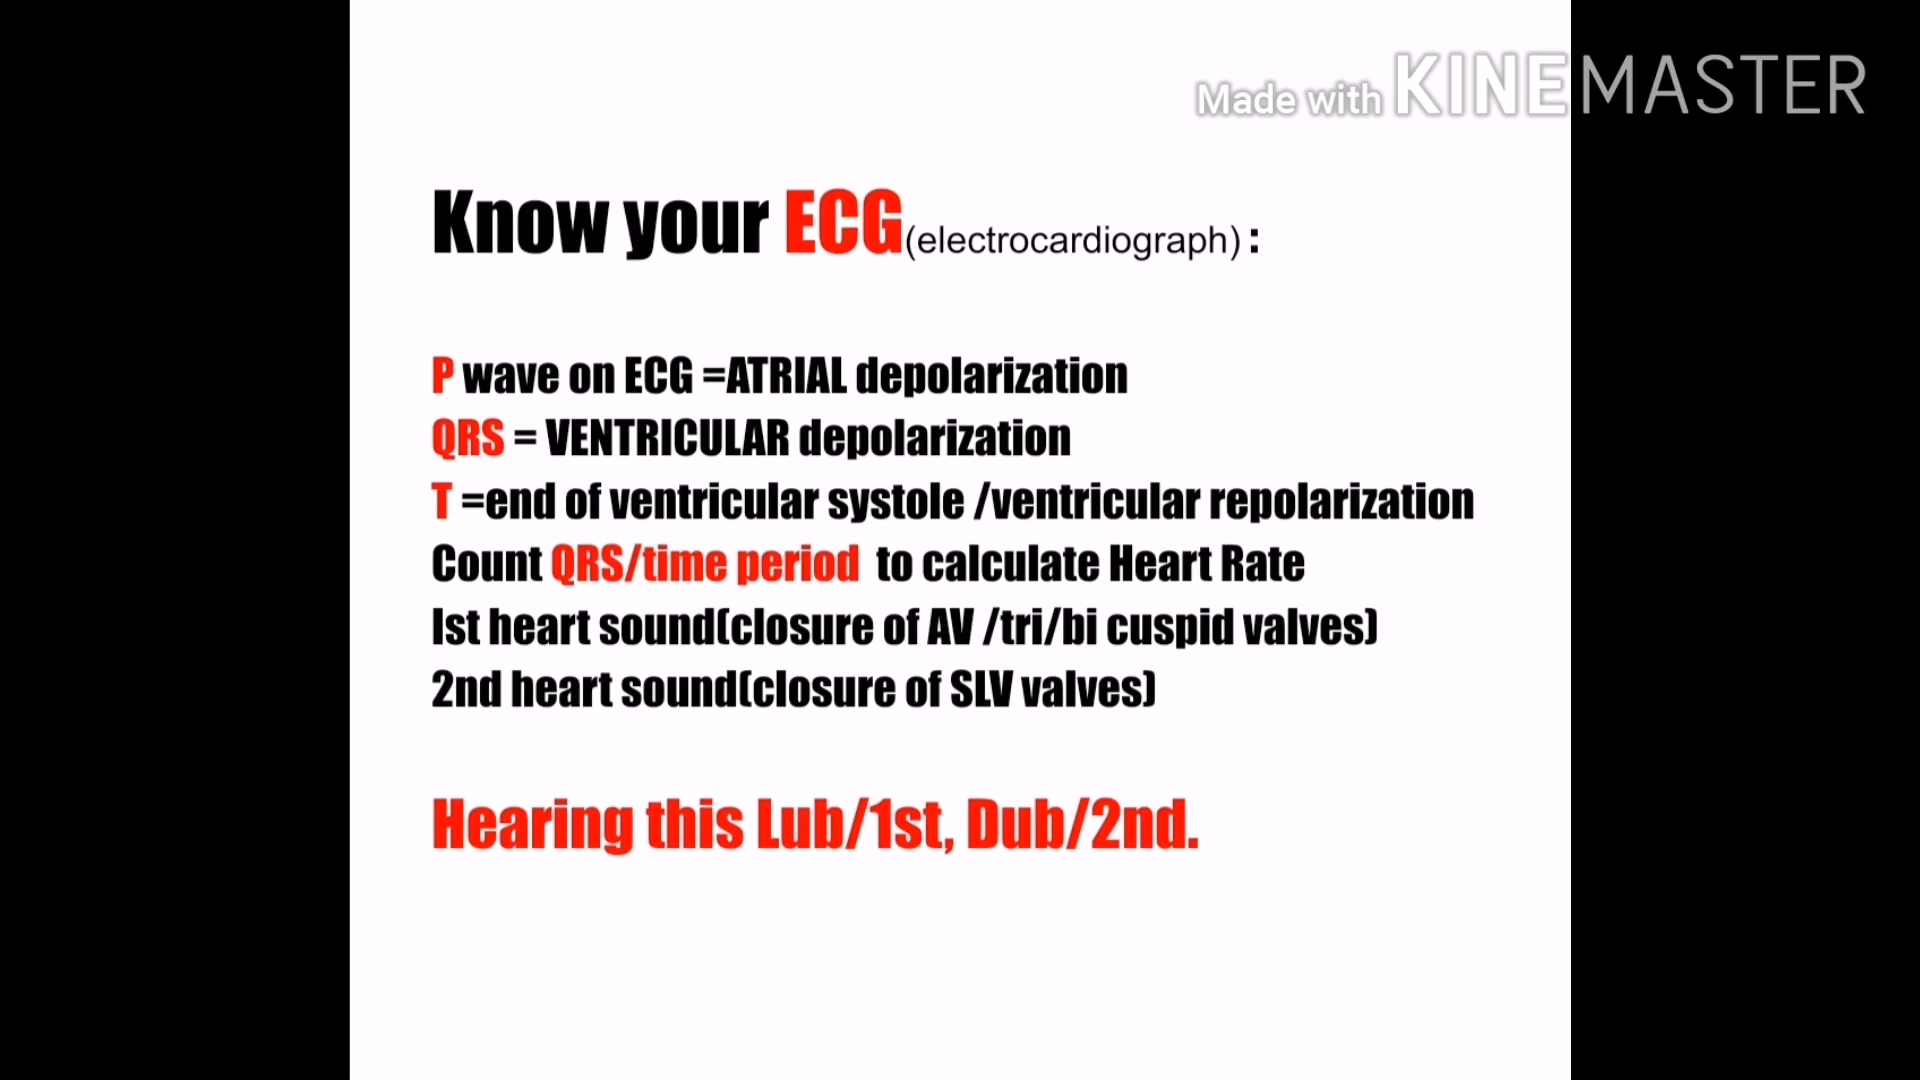 Made with KINEMASTER
Know your ECG(electrocardiograph) :
P wave on ECG =ATRIAL depolarization
QRS = VENTRICULAR depolarization
T =end of ventricular systole /ventricular repolarization
Count QRS/time period to calculate Heart Rate
Ist heart sound(closure of AV /tri/bi cuspid valves)
2nd heart sound(closure of SLV valves)
Hearing this Lub/1st, Dub/2nd.